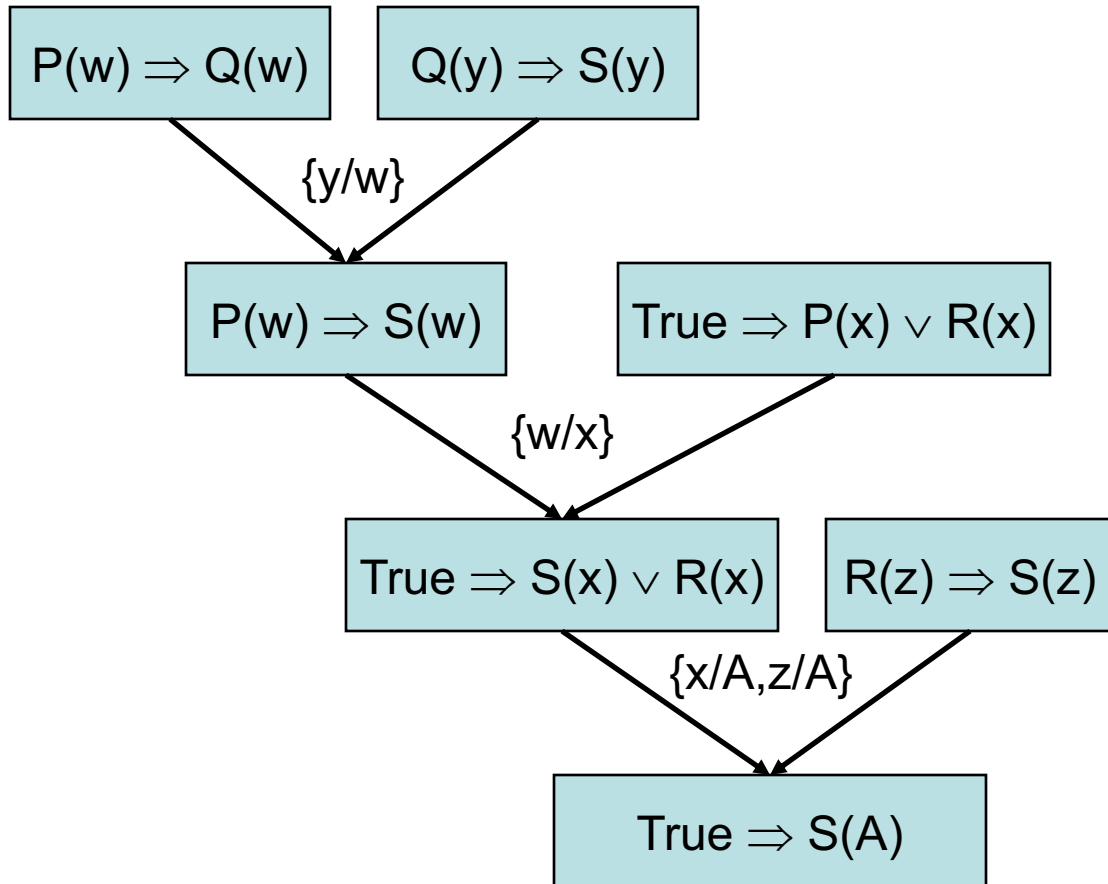 P(w) ⇒ Q(w)
Q(y) ⇒ S(y)
{y/w}
P(w) ⇒ S(w)
True ⇒ P(x) ∨ R(x)
{w/x}
True ⇒ S(x) ∨ R(x)
R(z) ⇒ S(z)
{x/A,z/A}
True ⇒ S(A)